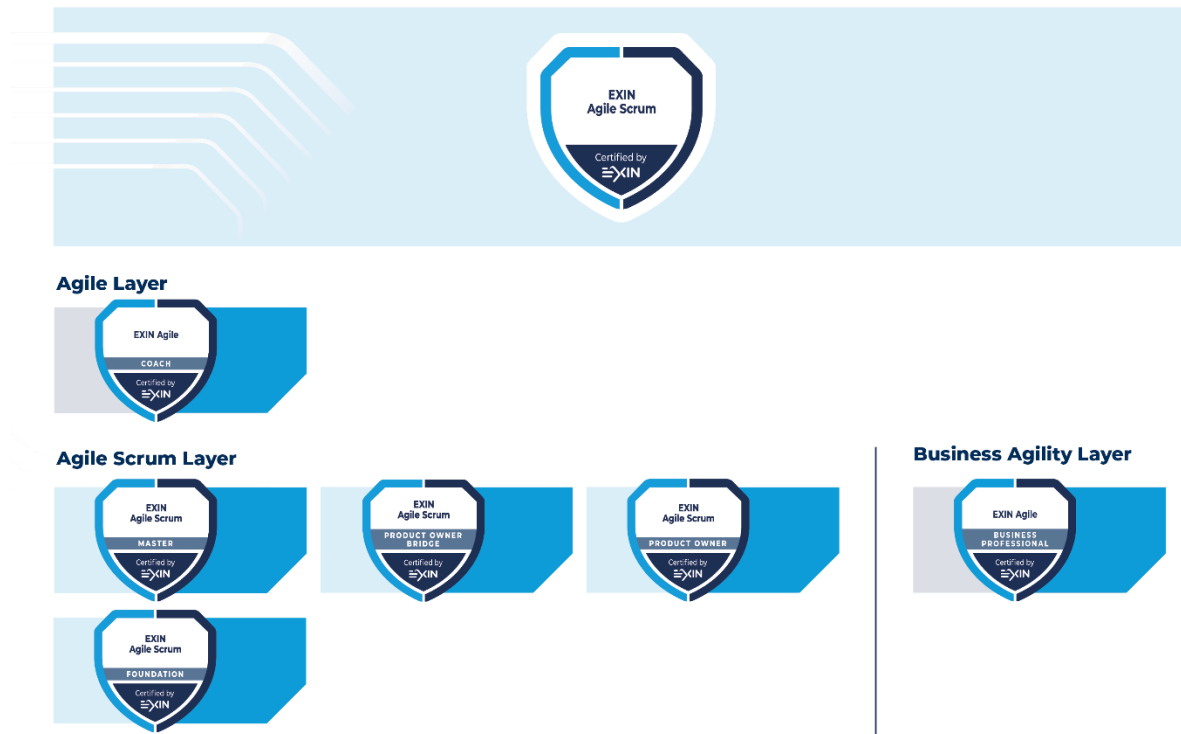 EXIN
Agile Scrum
Certified by
EXIN
Agile Layer
EXIN Agile
COACH
Certified by
EXIN
Agile Scrum Layer
EXIN
Agile Scrum
MASTER
Certified by
EXIN
EXIN
Agile Scrum
PRODUCT OWNER
BRIDGE
Certified by
EXIN
EXIN
Agile Scrum
PRODUCT OWNER
Certified by
EXIN
Business Agility Layer
EXIN Agile
BUSINESS
PROFESSIONAL
Certified by
EXIN
EXIN
Agile Scrum
FOUNDATION
Certified by
EXIN